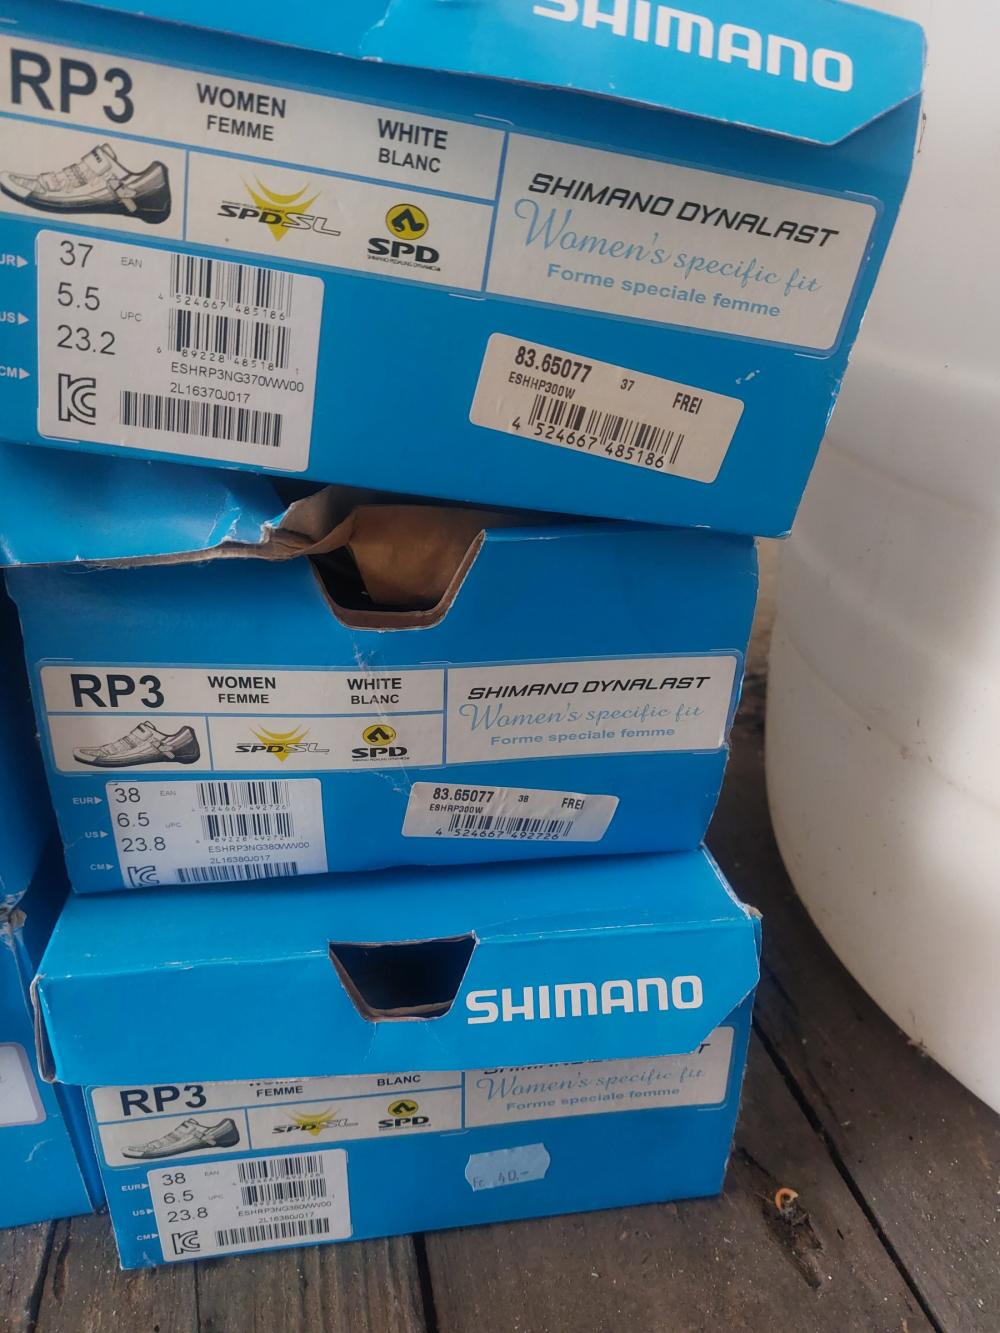 SHIMANO
RP3
WOMEN
FEMME
WHITE
BLANC
SPD-SL
SPD
SHIMANO DYNALAST
Women's specific fit
Forme speciale femme
37
EAN
5.5
UPC
23.2
US
CM
4 524667 485186
6 89228 48518 1
ESHRP3NG370WW00
2L16370J017
83.65077 37 FREI
ESHRP300W
4 524667 485186
RP3
WOMEN
FEMME
WHITE
BLANC
SPD-SL
SPD
SHIMANO DYNALAST
Women's specific fit
Forme speciale femme
EUR
38
EAN
US
6.5
UPC
CM
23.8
4 524667 492726
ESHRP3NG380WW00
2L16380J017
83.65077 38 FREI
ESHRP300W
4 524667 492726
SHIMANO
RP3
FEMME
BLANC
SPD-SL
SPD
Women's specific fit
Forme speciale femme
EUR
38
EAN
US
6.5
UPC
CM
23.8
ESHRP3NG380WW00
2L16380J017
Fr. 40.-